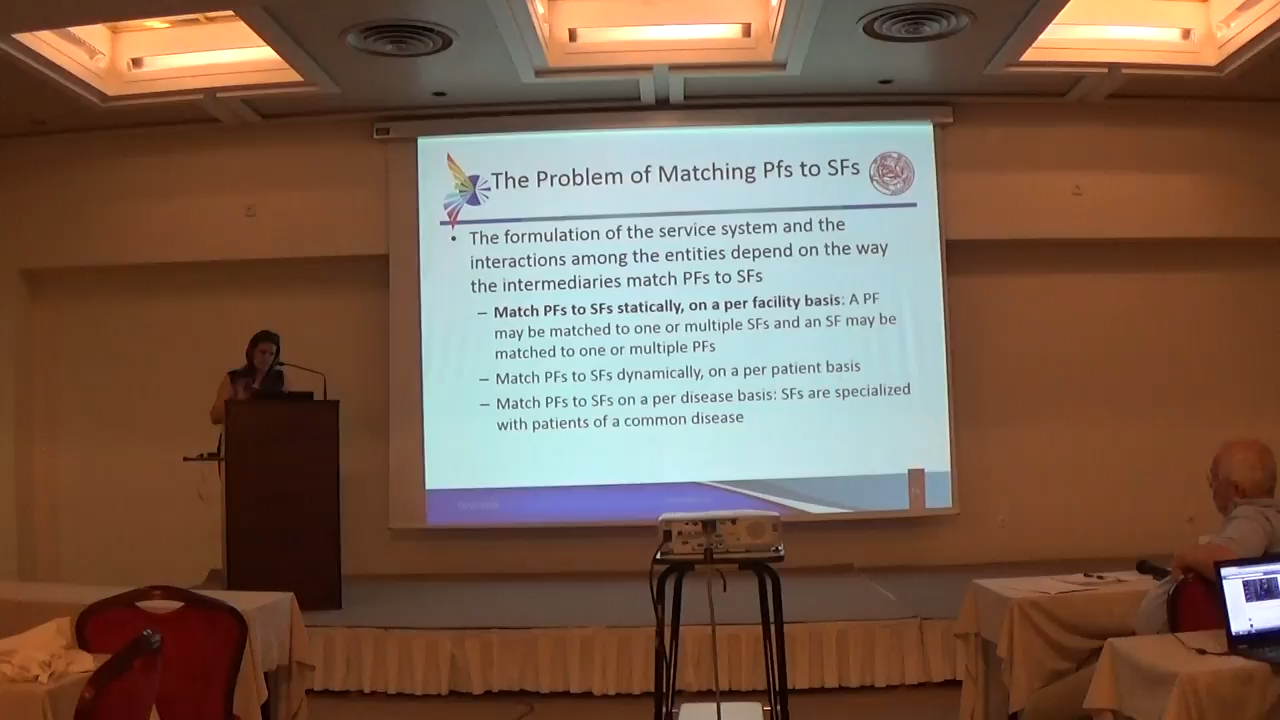 The Problem of Matching Pfs to SFs
• The formulation of the service system and the
interactions among the entities depend on the way
the intermediaries match PFs to SFs
– Match PFs to SFs statically, on a per facility basis: A PF
may be matched to one or multiple SFs and an SF may be
matched to one or multiple PFs
– Match PFs to SFs dynamically, on a per patient basis
– Match PFs to SFs on a per disease basis: SFs are specialized
with patients of a common disease